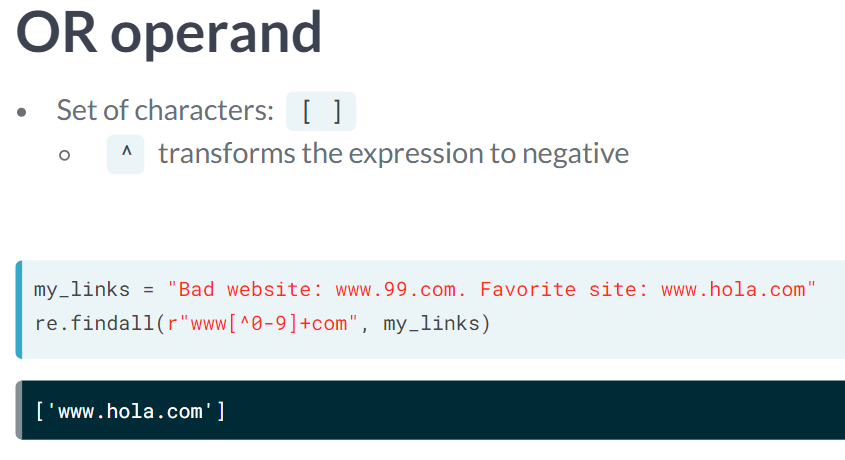 OR operand
• Set of characters: [ ]
○ ^ transforms the expression to negative
my_links = "Bad website: www.99.com. Favorite site: www.hola.com"
re.findall(r"www[^0-9]+com", my_links)
['www.hola.com']